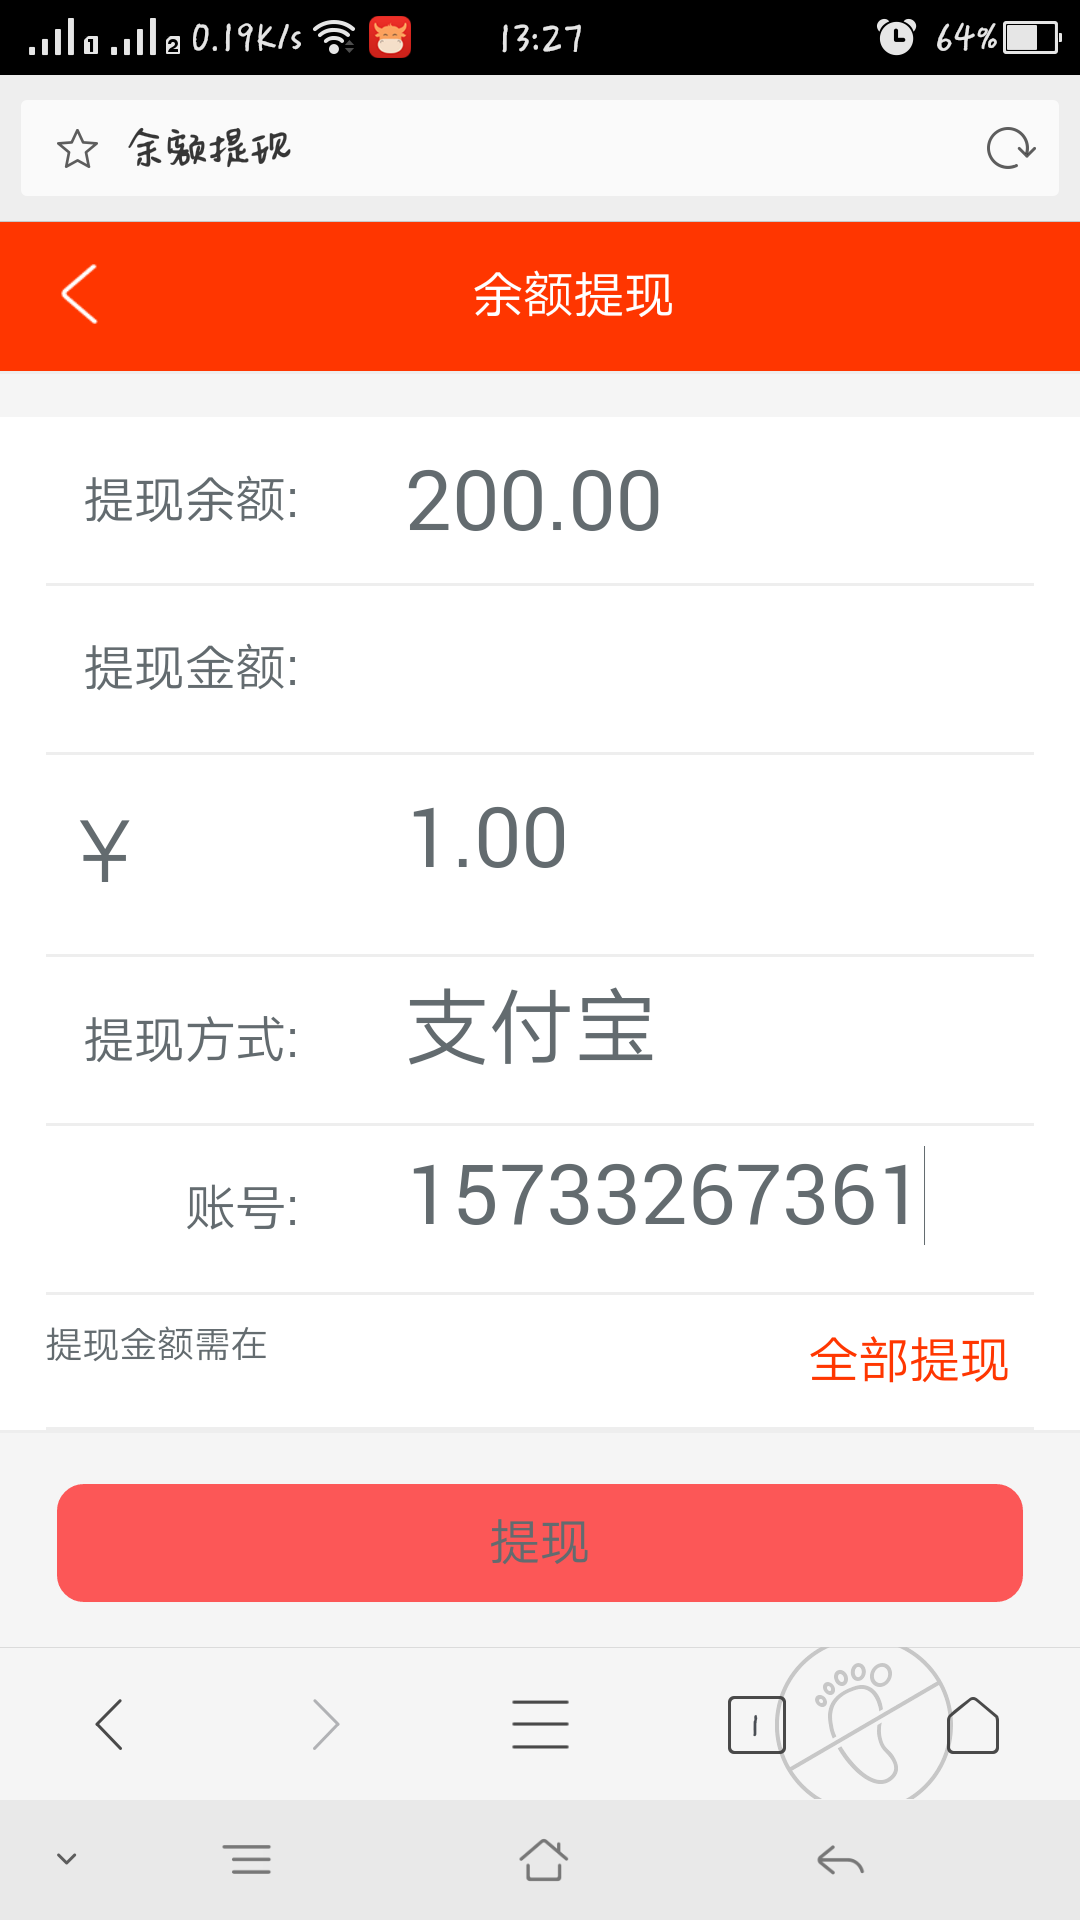 1 2 0.19K/s 13:27 64%
余额提现
余额提现
提现余额: 200.00
提现金额:
¥ 1.00
提现方式: 支付宝
账号: 15733267361
提现金额需在
全部提现
提现
1